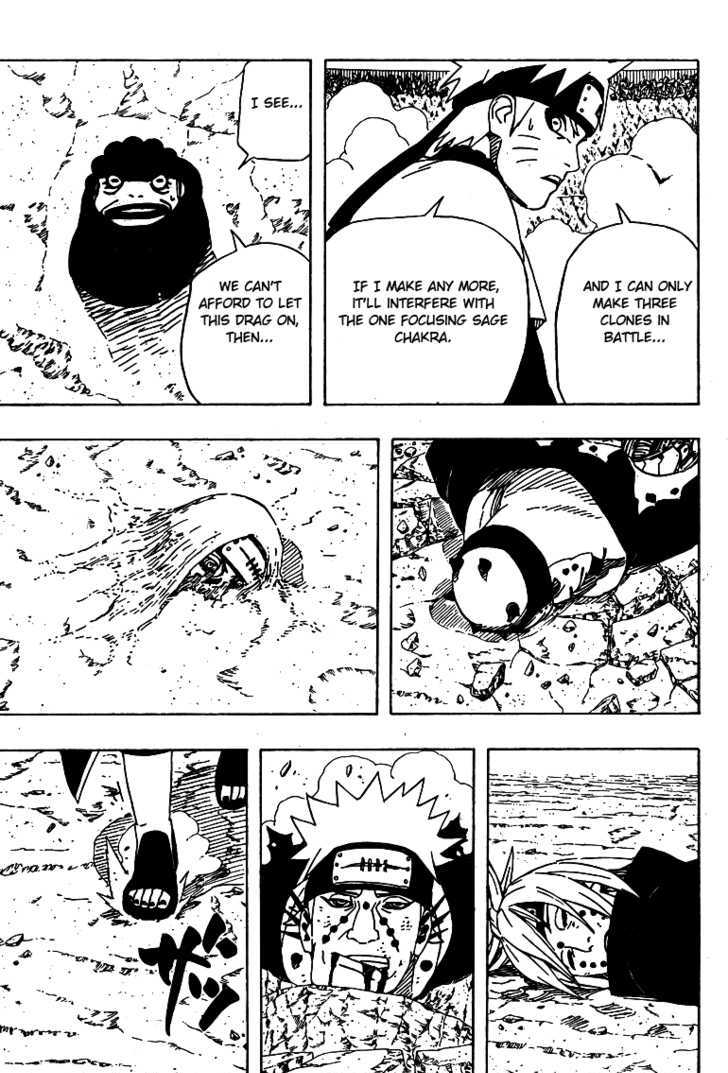 AND I CAN ONLY
MAKE THREE
CLONES IN
BATTLE...
IF I MAKE ANY MORE,
IT'LL INTERFERE WITH
THE ONE FOCUSING SAGE
CHAKRA.
I SEE...
WE CAN'T
AFFORD TO LET
THIS DRAG ON,
THEN...
ザッ